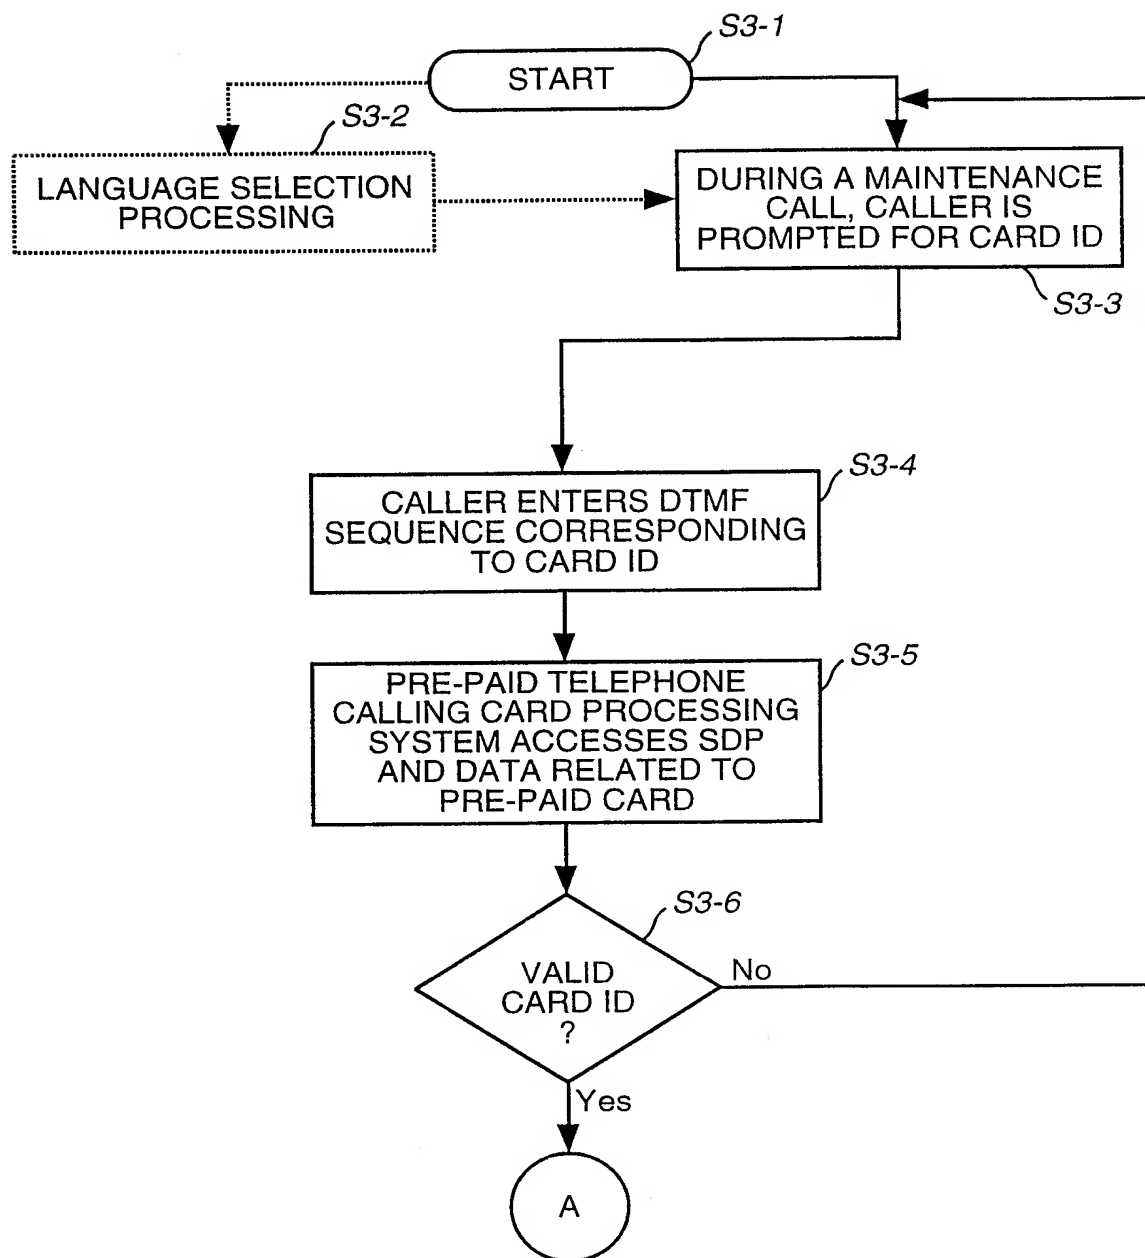 S3-1
START
S3-2
LANGUAGE SELECTION
PROCESSING
DURING A MAINTENANCE
CALL, CALLER IS
PROMPTED FOR CARD ID
S3-3
S3-4
CALLER ENTERS DTMF
SEQUENCE CORRESPONDING
TO CARD ID
S3-5
PRE-PAID TELEPHONE
CALLING CARD PROCESSING
SYSTEM ACCESSES SDP
AND DATA RELATED TO
PRE-PAID CARD
S3-6
VALID
CARD ID
?
No
Yes
A